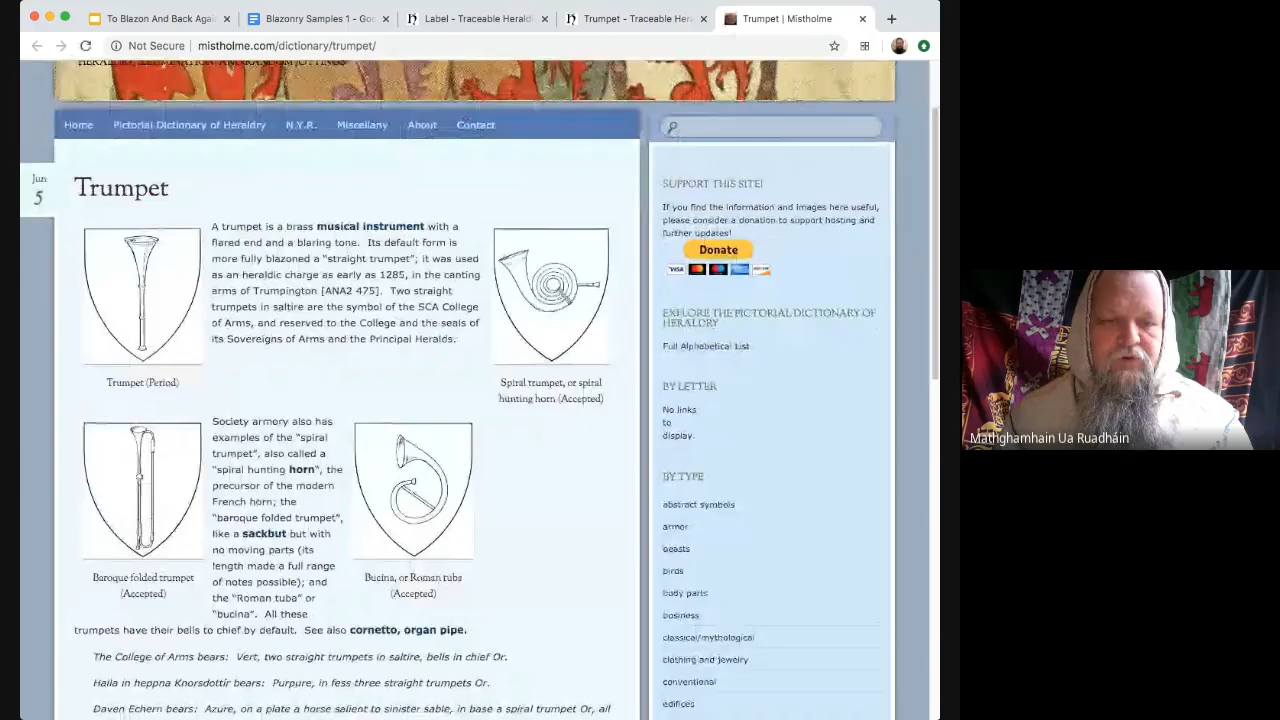 To Blazon And Back Agai
Blazonry Samples 1 - Goo
Label - Traceable Herald
Trumpet - Traceable Her
Trumpet | Mistholme
Not Secure
mistholme.com/dictionary/trumpet/
HERALDRY, ILLUMINATION, AND RANDOM JOTTINGS
Home
Pictorial Dictionary of Heraldry
N.Y.R.
Miscellany
About
Contact
Jun
5
Trumpet
A trumpet is a brass musical instrument with a
flared end and a blaring tone. Its default form is
more fully blazoned a "straight trumpet"; it was used
as an heraldic charge as early as 1285, in the canting
arms of Trumpington [ANA2 475]. Two straight
trumpets in saltire are the symbol of the SCA College
of Arms, and reserved to the College and the seals of
its Sovereigns of Arms and the Principal Heralds.
Trumpet (Period)
Spiral trumpet, or spiral
hunting horn (Accepted)
Society armory also has
examples of the "spiral
trumpet", also called a
"spiral hunting horn", the
precursor of the modern
French horn; the
"baroque folded trumpet",
like a sackbut but with
no moving parts (its
length made a full range
of notes possible); and
the "Roman tuba" or
"bucina". All these
trumpets have their bells to chief by default. See also cornetto, organ pipe.
Baroque folded trumpet
(Accepted)
Bucina, or Roman tuba
(Accepted)
The College of Arms bears: Vert, two straight trumpets in saltire, bells in chief Or.
Halla in heppna Knorsdottir bears: Purpure, in fess three straight trumpets Or.
Daven Echern bears: Azure, on a plate a horse salient to sinister sable, in base a spiral trumpet Or, all
SUPPORT THIS SITE!
If you find the information and images here useful,
please consider a donation to support hosting and
further updates!
Donate
VISA
EXPLORE THE PICTORIAL DICTIONARY OF
HERALDRY
Full Alphabetical List
BY LETTER
No links
to
display.
BY TYPE
abstract symbols
armor
beasts
birds
body parts
business
classical/mythological
clothing and jewelry
conventional
edifices
Mathghamhain Ua Ruadháin